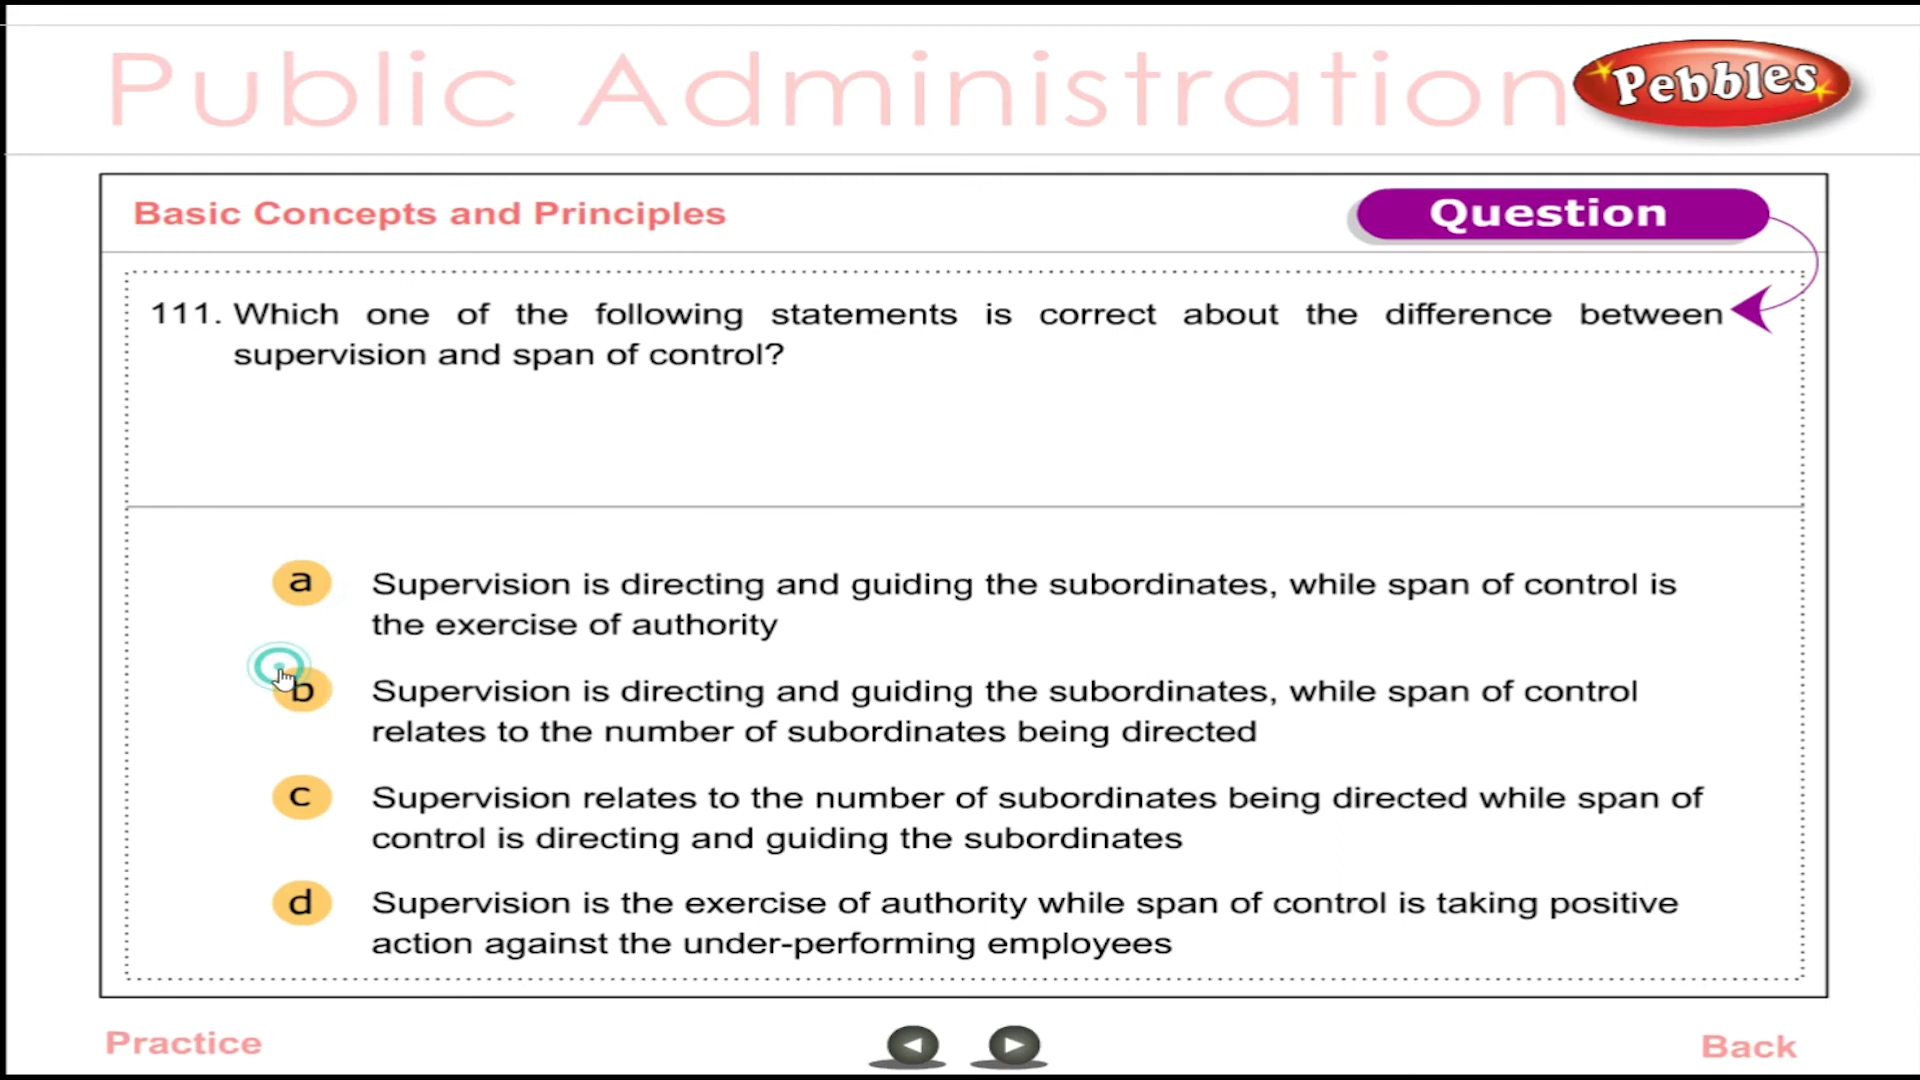 Public Administration
Pebbles
Basic Concepts and Principles
Question
111. Which one of the following statements is correct about the difference between
supervision and span of control?
a Supervision is directing and guiding the subordinates, while span of control is
the exercise of authority
b Supervision is directing and guiding the subordinates, while span of control
relates to the number of subordinates being directed
c Supervision relates to the number of subordinates being directed while span of
control is directing and guiding the subordinates
d Supervision is the exercise of authority while span of control is taking positive
action against the under-performing employees
Practice
Back